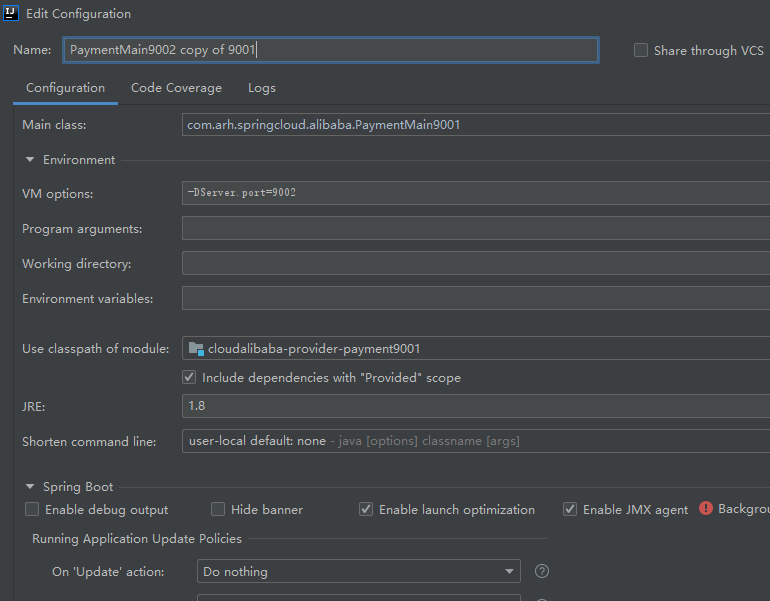 Edit Configuration
Name: PaymentMain9002 copy of 9001 Share through VCS
Configuration Code Coverage Logs
Main class: com.arh.springcloud.alibaba.PaymentMain9001
Environment
VM options: -DServer.port=9002
Program arguments:
Working directory:
Environment variables:
Use classpath of module: cloudalibaba-provider-payment9001
Include dependencies with "Provided" scope
JRE: 1.8
Shorten command line: user-local default: none - java [options] classname [args]
Spring Boot
Enable debug output Hide banner Enable launch optimization Enable JMX agent Backgrou
Running Application Update Policies
On 'Update' action: Do nothing